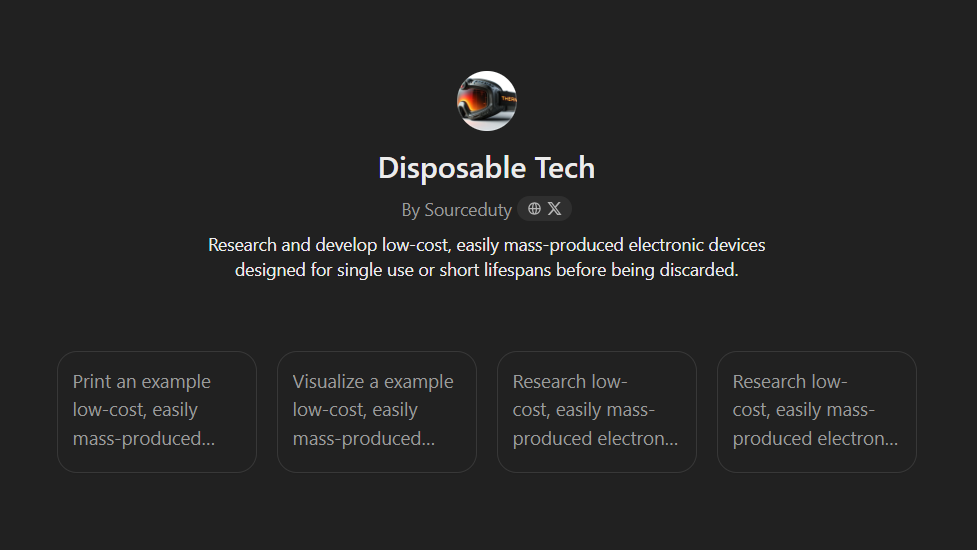 THERM
Disposable Tech
By Sourceduty
Research and develop low-cost, easily mass-produced electronic devices
designed for single use or short lifespans before being discarded.
Print an example
low-cost, easily
mass-produced...
Visualize a example
low-cost, easily
mass-produced...
Research low-
cost, easily mass-
produced electron...
Research low-
cost, easily mass-
produced electron...